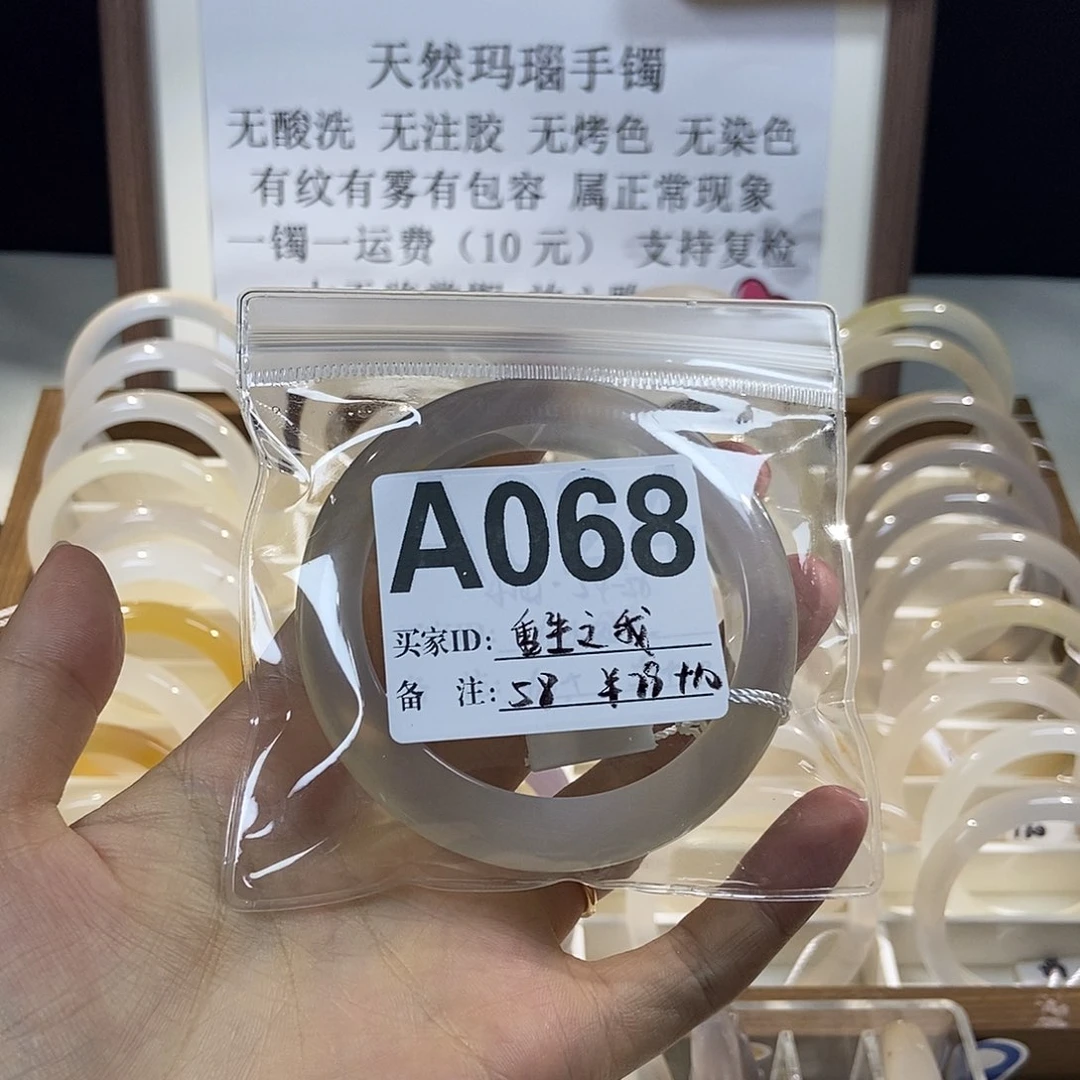 天然玛瑙手镯
无酸洗 无注胶 无烤色 无染色
有纹有雾有包容 属正常现象
一镯一运费（10元） 支持复检
A068
买家ID: 重生之我
备 注: 58 ¥78+10